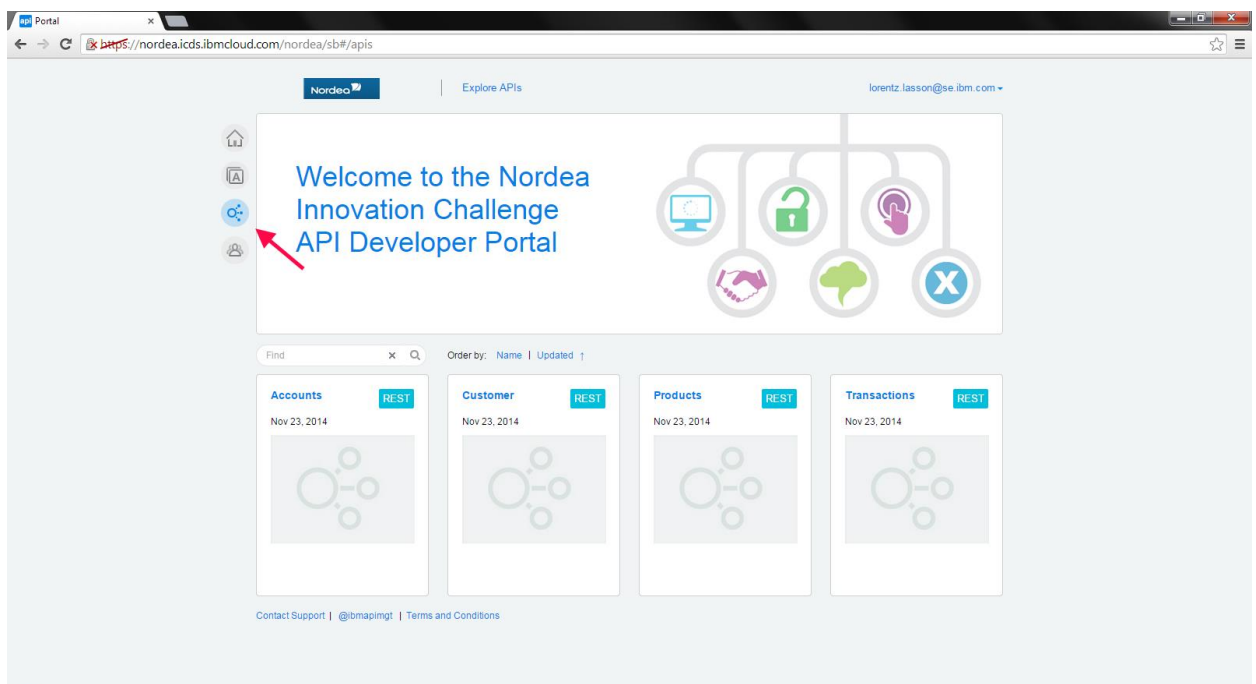 api Portal ×
https://nordea.icds.ibmcloud.com/nordea/sb#/apis
Nordea
Explore APIs
lorentz.lasson@se.ibm.com
A
Welcome to the Nordea
Innovation Challenge
API Developer Portal
X
Find
Order by: Name | Updated ↑
Accounts REST
Nov 23, 2014
Customer REST
Nov 23, 2014
Products REST
Nov 23, 2014
Transactions REST
Nov 23, 2014
Contact Support | @ibmapimgt | Terms and Conditions